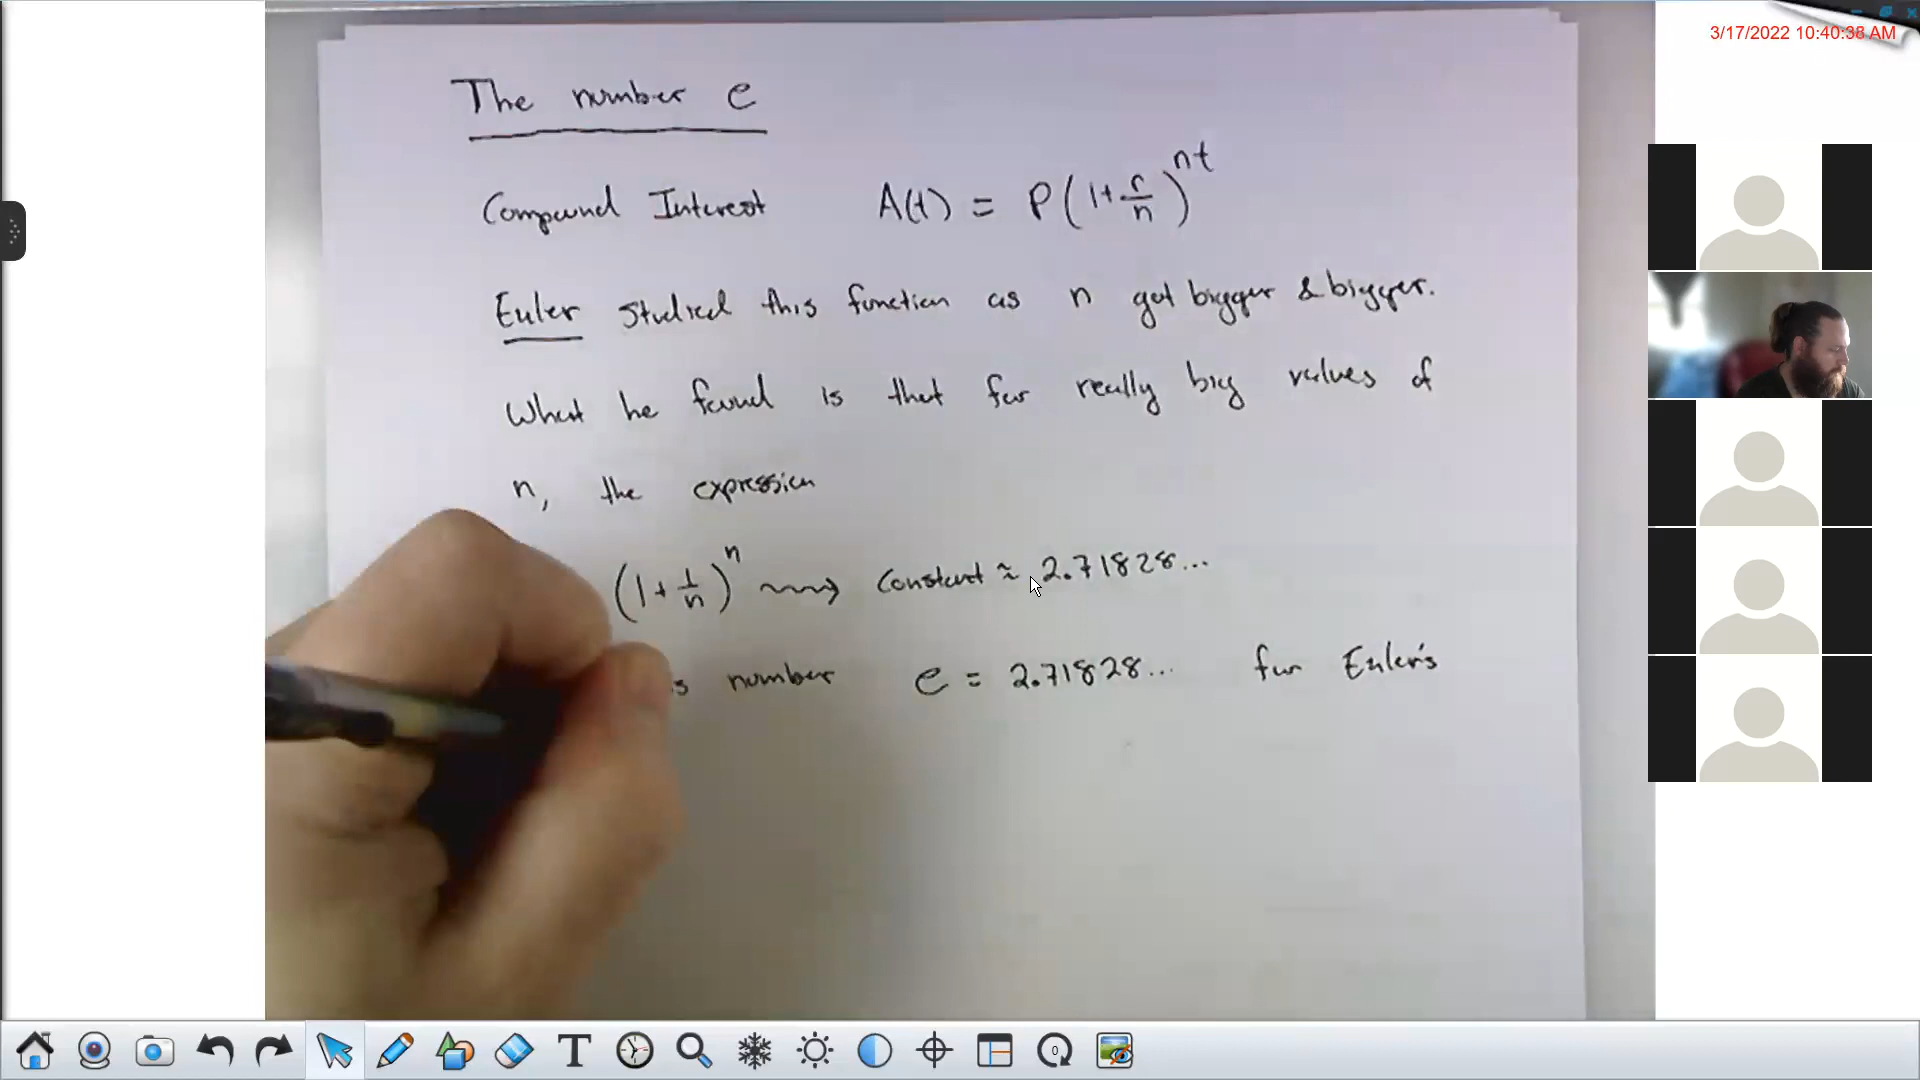 3/17/2022 10:40:38 AM
The number e
Compound Interest A(t) = P(1+r/n)^nt
Euler studied this function as n got bigger & bigger.
What he found is that for really big values of
n, the expression
(1+1/n)^n ⇝ constant ≈ 2.71828...
s number e = 2.71828... for Euler's
T
0